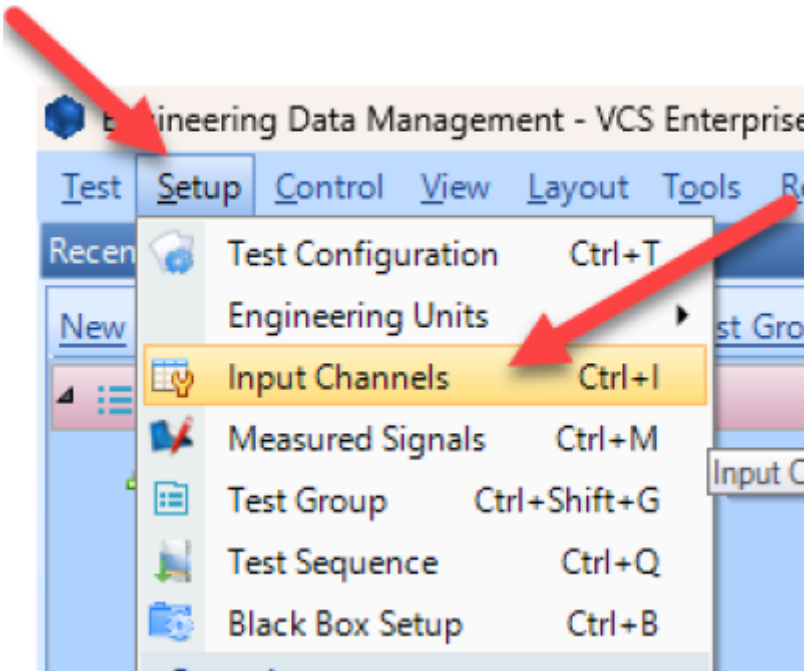 Engineering Data Management - VCS Enterprise
Test Setup Control View Layout Tools
Recen
New st Gro
Test Configuration Ctrl+T
Engineering Units
Input Channels Ctrl+I
Measured Signals Ctrl+M
Input C
Test Group Ctrl+Shift+G
Test Sequence Ctrl+Q
Black Box Setup Ctrl+B